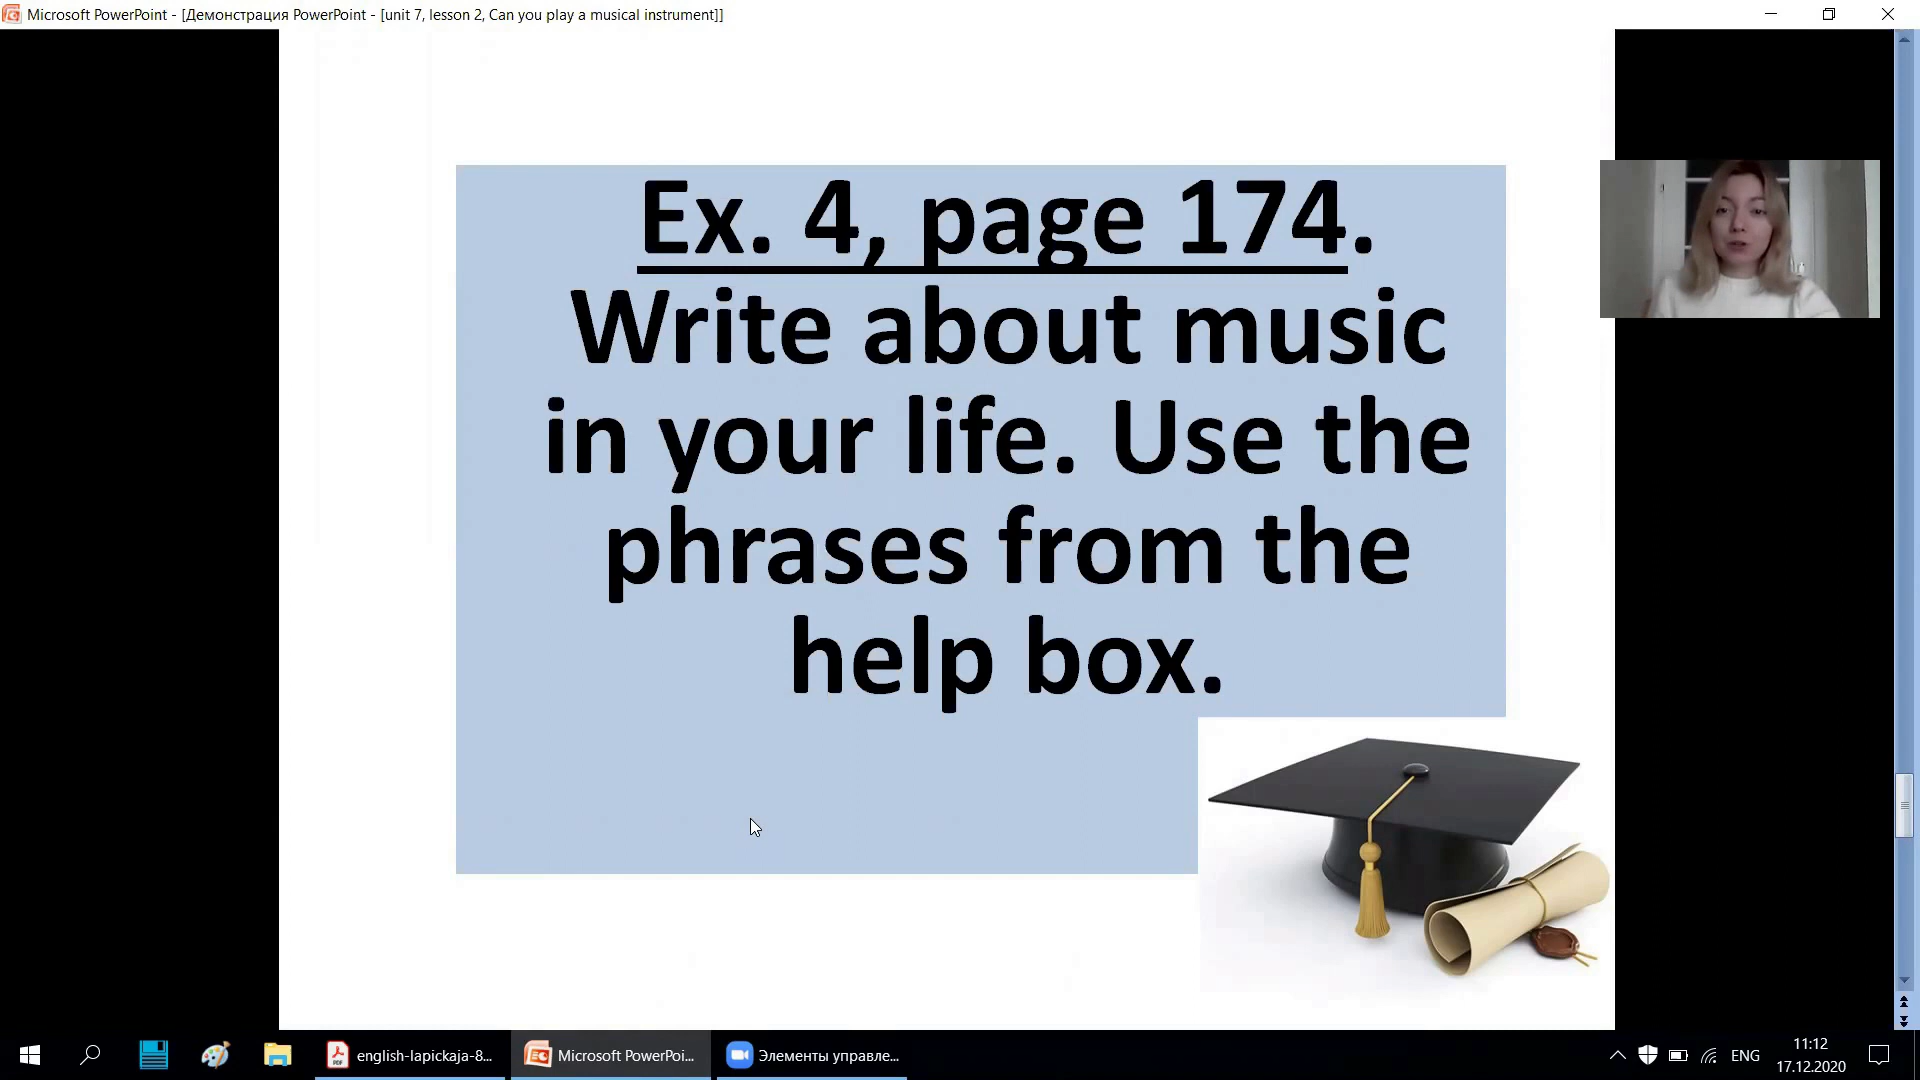 Microsoft PowerPoint - [Демонстрация PowerPoint - [unit 7, lesson 2, Can you play a musical instrument]]
Ex. 4, page 174.
Write about music
in your life. Use the
phrases from the
help box.
english-lapickaja-8...
Microsoft PowerPoi...
Элементы управле...
ENG
11:12
17.12.2020